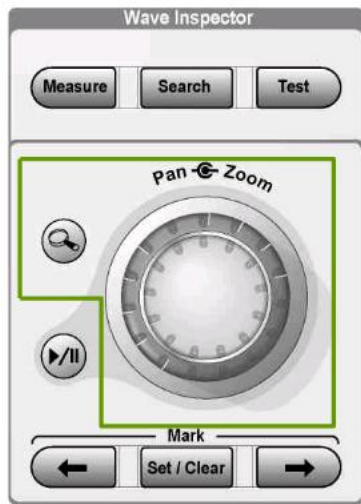 Wave Inspector
Measure Search Test
Pan Zoom
Mark
Set / Clear